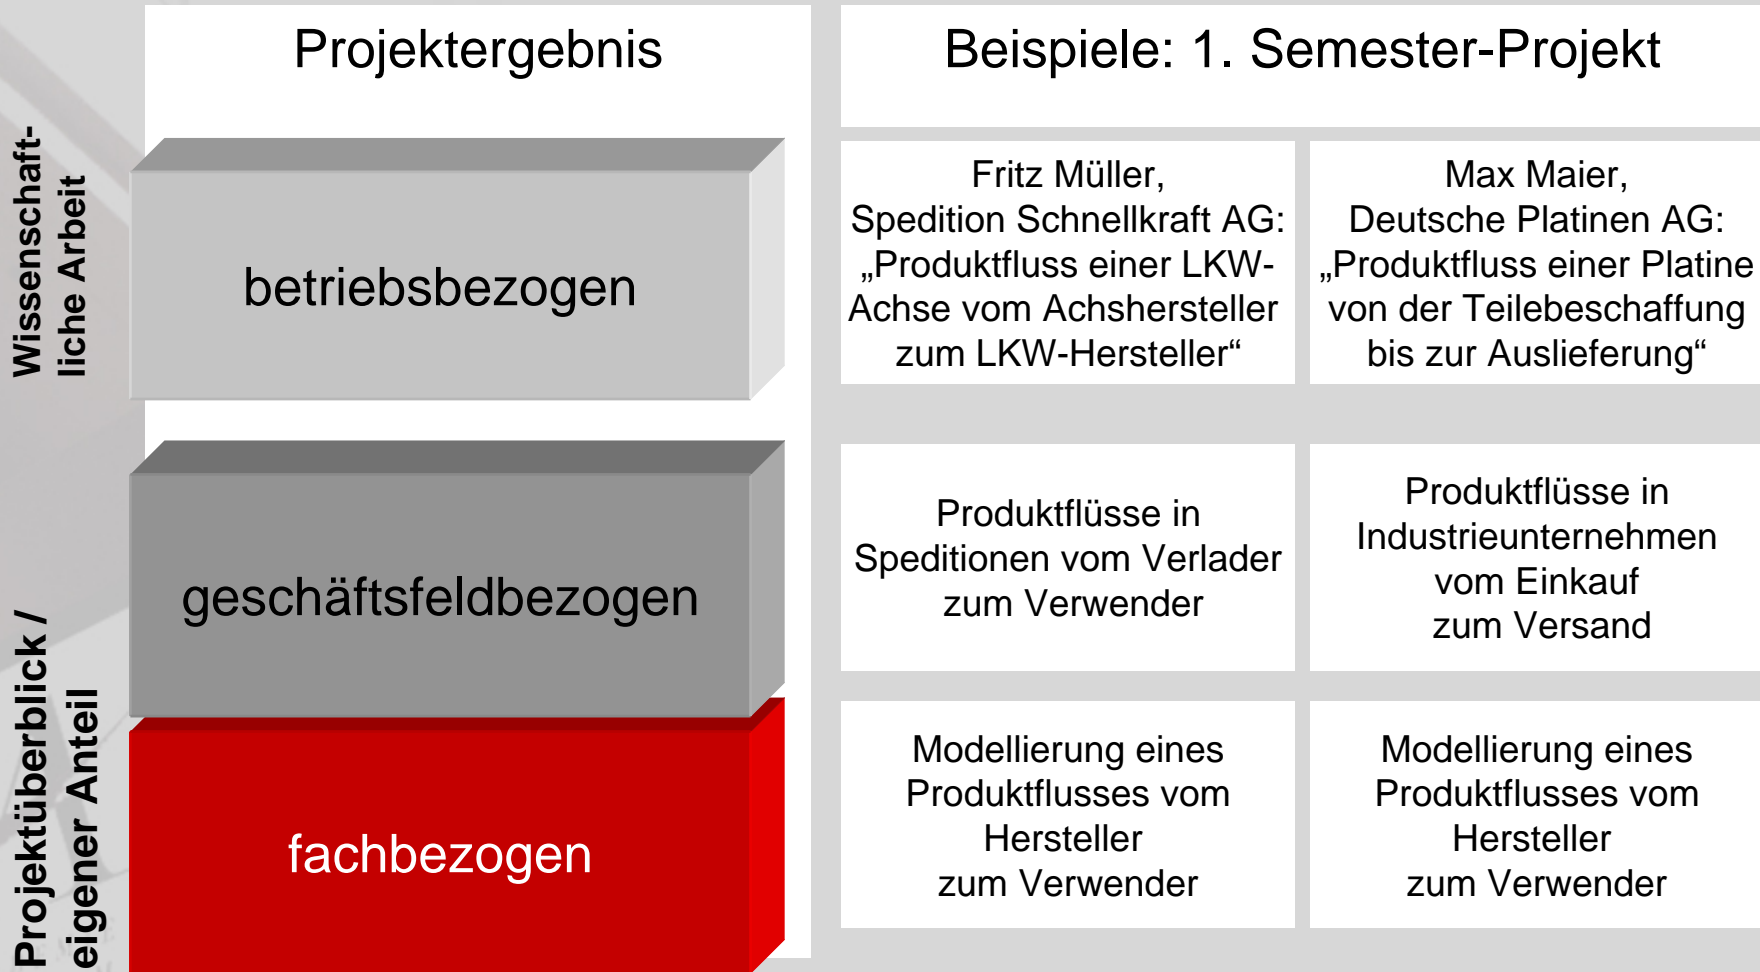 Projektergebnis
Beispiele: 1. Semester-Projekt
Wissenschaft-
liche Arbeit
betriebsbezogen
Fritz Müller,
Spedition Schnellkraft AG:
„Produktfluss einer LKW-
Achse vom Achshersteller
zum LKW-Hersteller“
Max Maier,
Deutsche Platinen AG:
„Produktfluss einer Platine
von der Teilebeschaffung
bis zur Auslieferung“
Projektüberblick /
eigener Anteil
geschäftsfeldbezogen
Produktflüsse in
Speditionen vom Verlader
zum Verwender
Produktflüsse in
Industrieunternehmen
vom Einkauf
zum Versand
fachbezogen
Modellierung eines
Produktflusses vom
Hersteller
zum Verwender
Modellierung eines
Produktflusses vom
Hersteller
zum Verwender